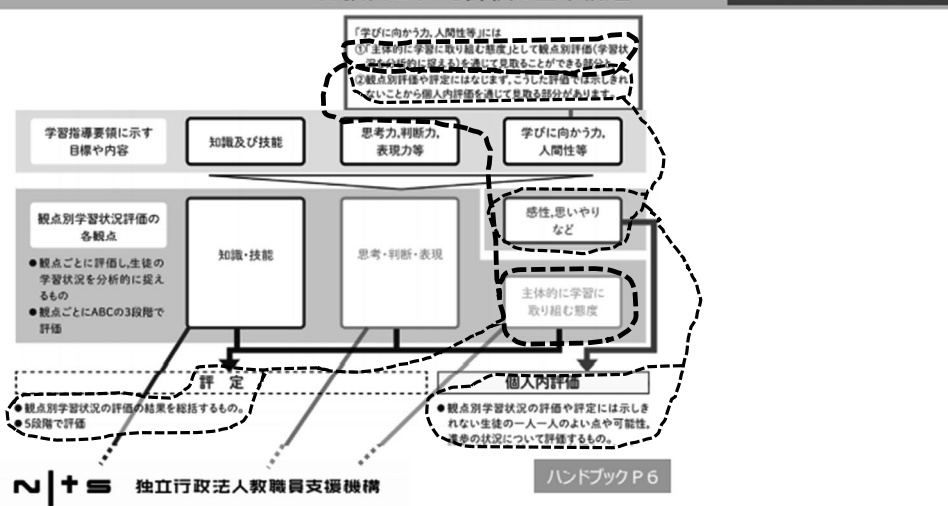 「学びに向かう力,人間性等」には
①「主体的に学習に取り組む態度」として観点別評価(学習状
況を分析的に捉える)を通じて見取ることができる部分と,
②観点別評価や評定にはなじまず,こうした評価では示しきれ
ないことから個人内評価を通じて見取る部分があります。
学習指導要領に示す
目標や内容
知識及び技能
思考力,判断力,
表現力等
学びに向かう力,
人間性等
観点別学習状況評価の
各観点
●観点ごとに評価し,生徒の
学習状況を分析的に捉え
るもの
●観点ごとにABCの3段階で
評価
知識・技能
思考・判断・表現
感性,思いやり
など
主体的に学習に
取り組む態度
評 定
●観点別学習状況の評価の結果を総括するもの。
●5段階で評価
個人内評価
●観点別学習状況の評価や評定には示しき
れない生徒の一人一人のよい点や可能性,
進歩の状況について評価するもの。
NITS 独立行政法人教職員支援機構
ハンドブックP6